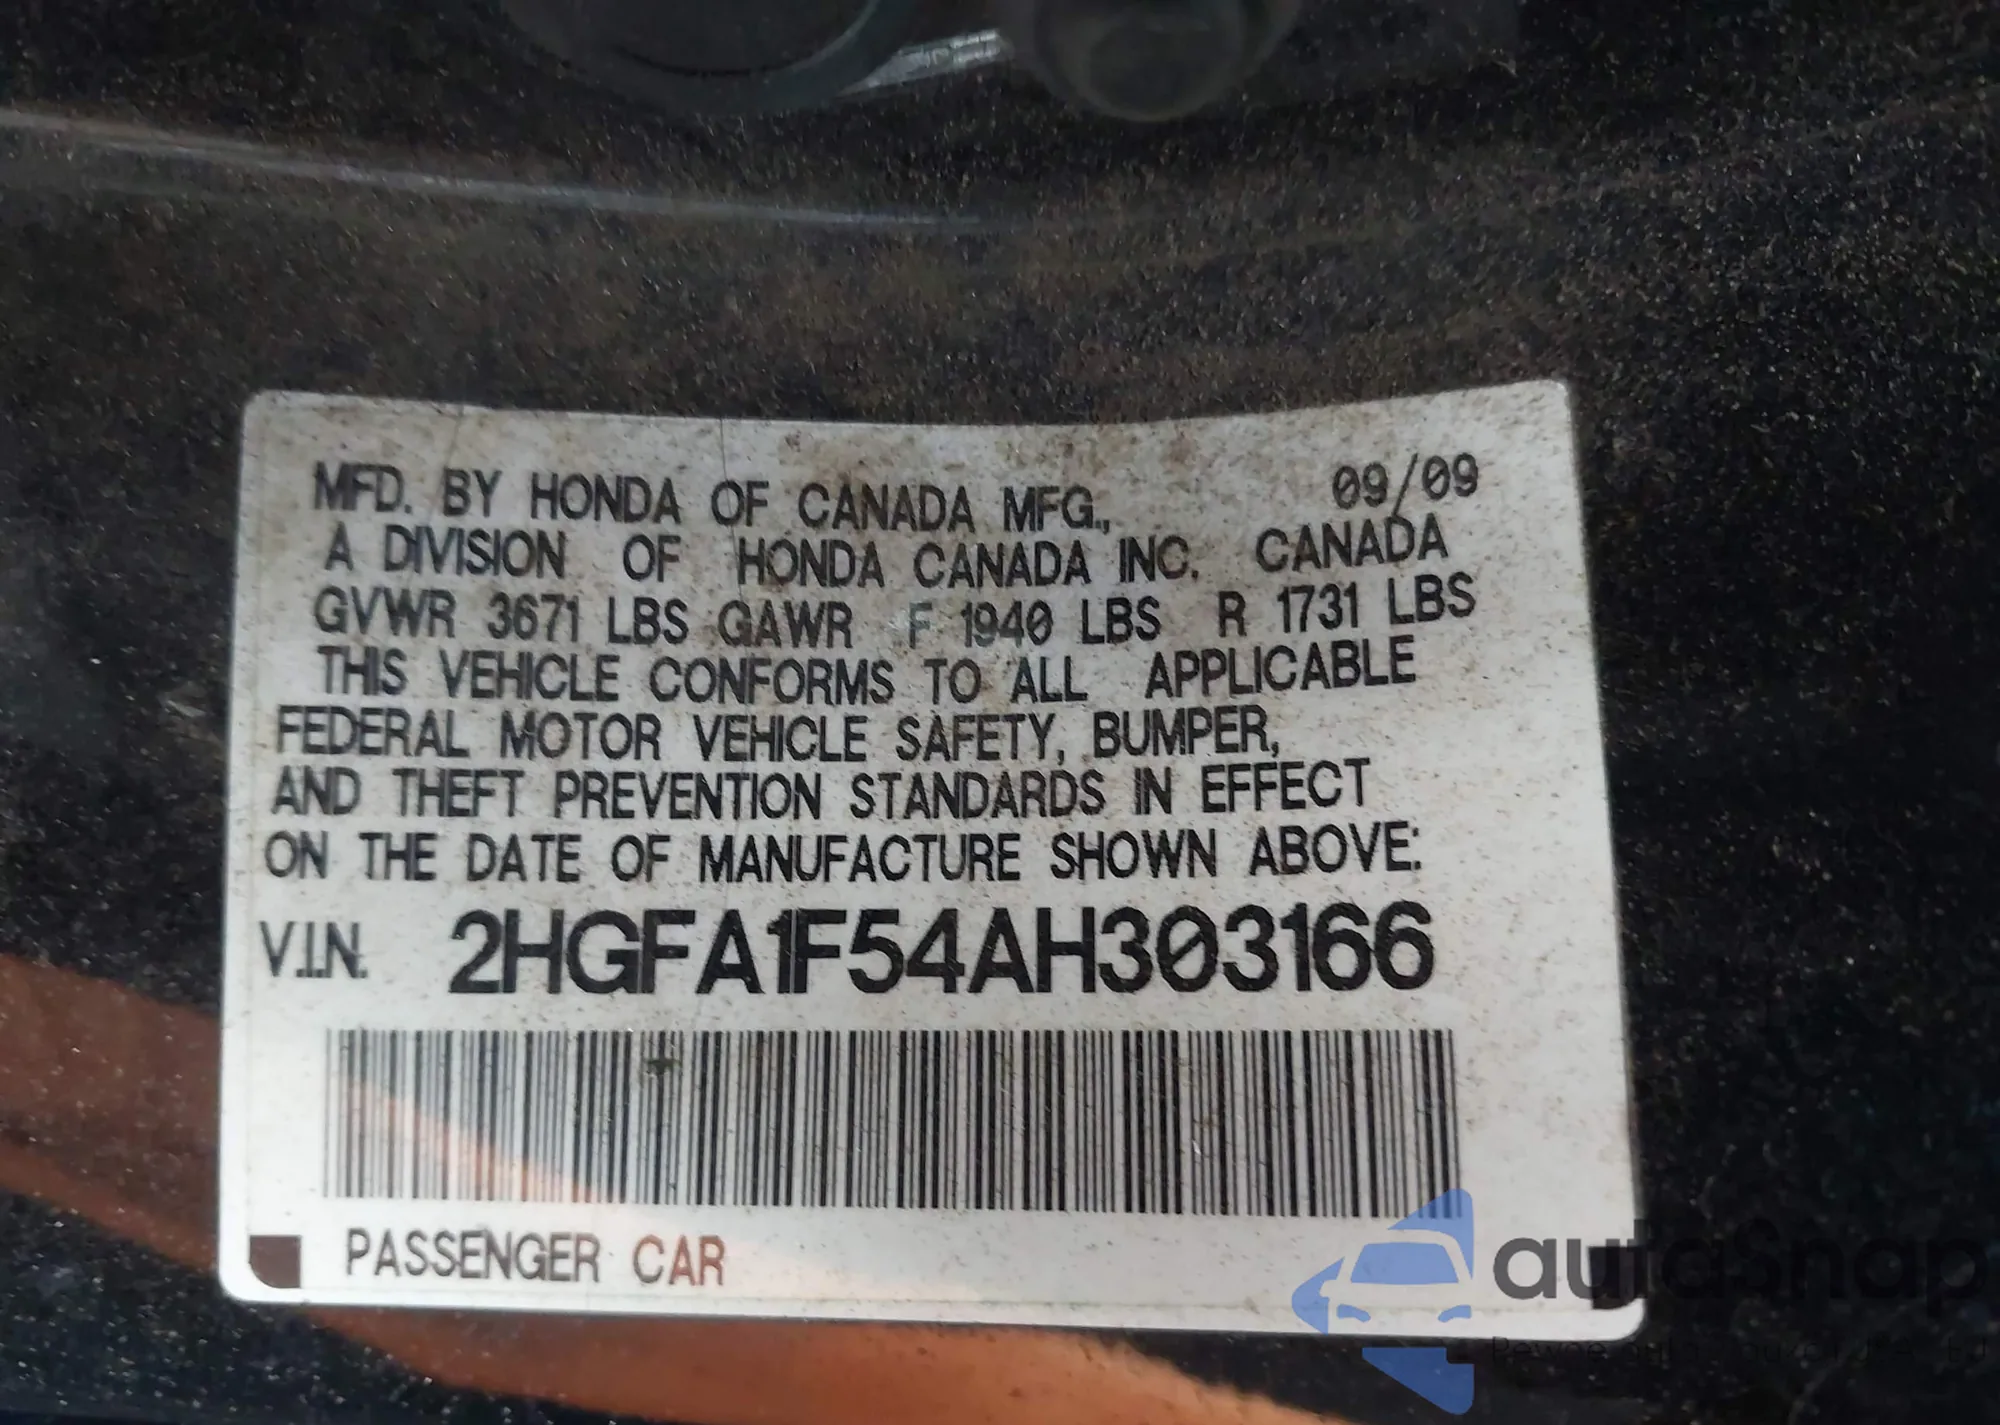 MFD. BY HONDA OF CANADA MFG., 09/09
A DIVISION OF HONDA CANADA INC. CANADA
GVWR 3671 LBS GAWR F 1940 LBS R 1731 LBS
THIS VEHICLE CONFORMS TO ALL APPLICABLE
FEDERAL MOTOR VEHICLE SAFETY, BUMPER,
AND THEFT PREVENTION STANDARDS IN EFFECT
ON THE DATE OF MANUFACTURE SHOWN ABOVE:
V.I.N. 2HGFA1F54AH303166
PASSENGER CAR
autasnap